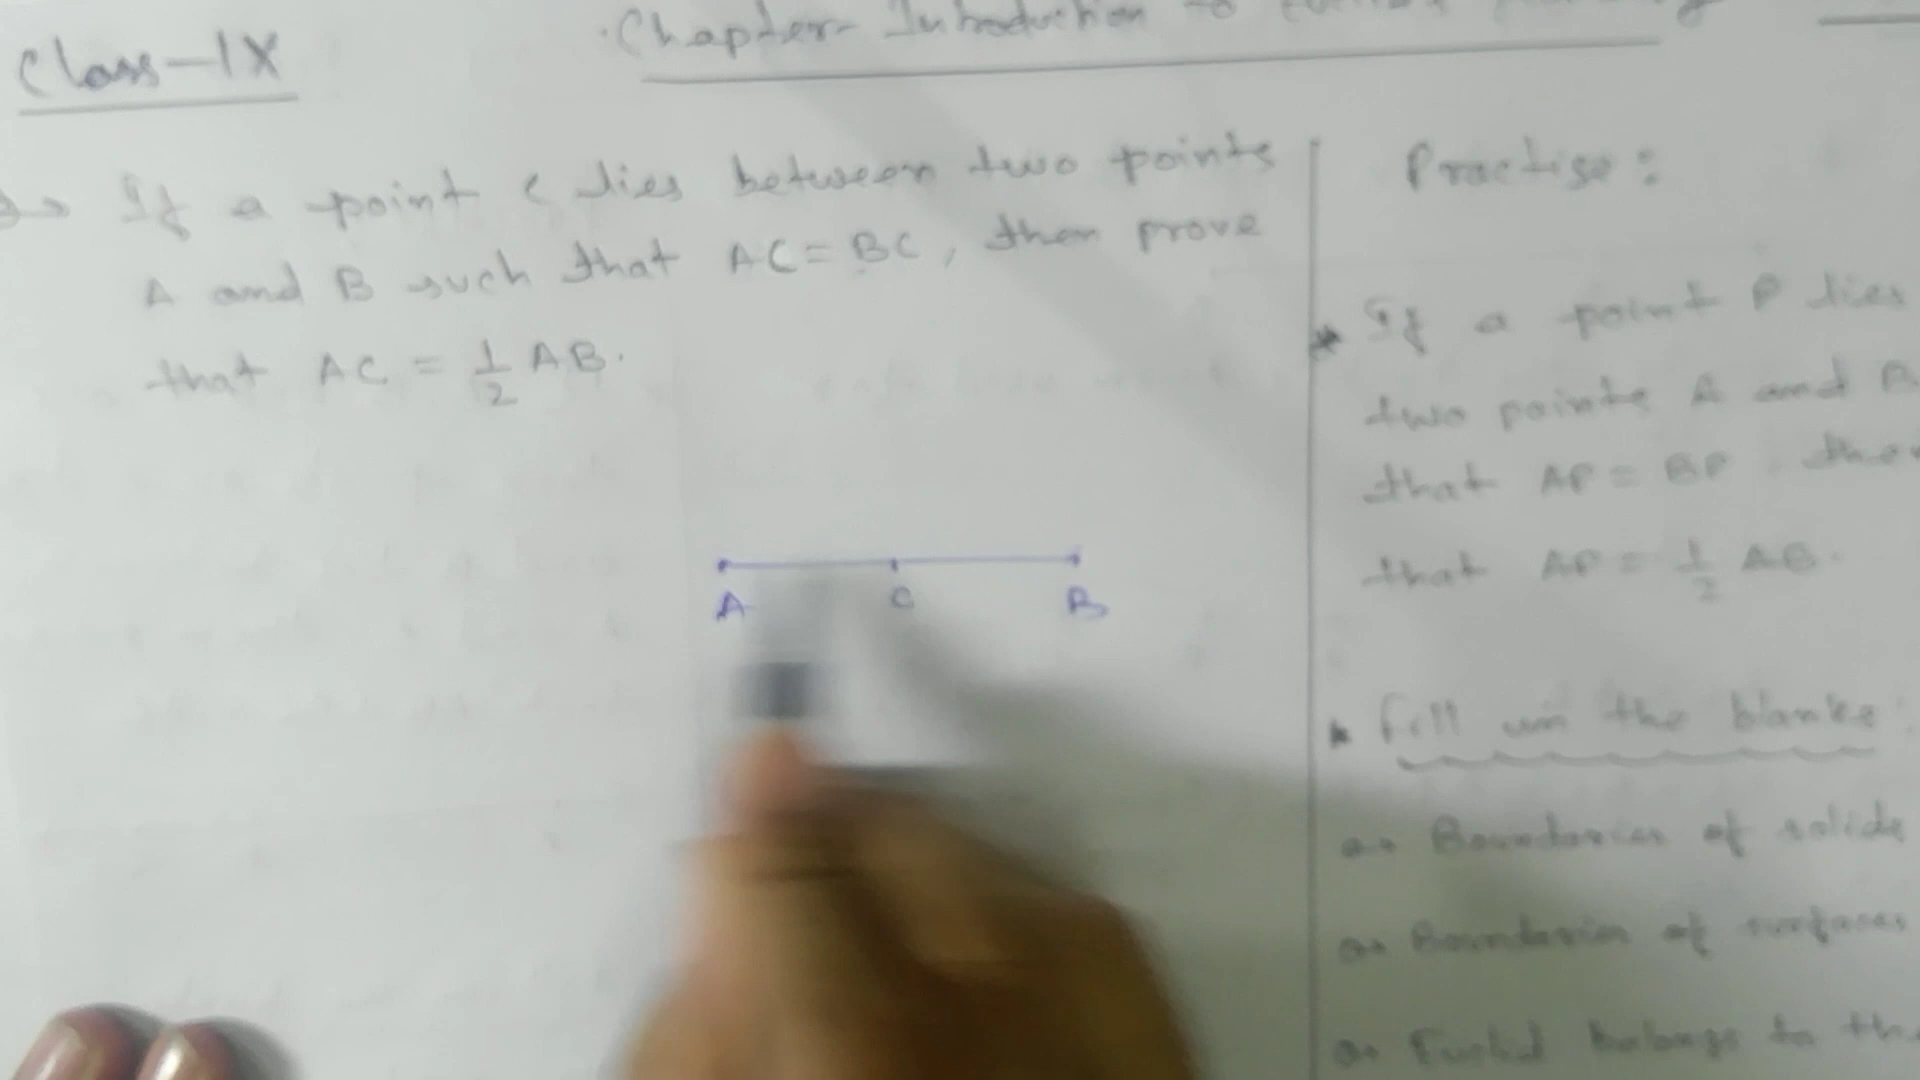 Class-IX
Chapter- Introduction to
If a point C lies between two points
A and B such that AC = BC, then prove
that AC = 1/2 AB.
A C B
Practise:
* If a point P lies
two points A and B
that AP = BP
that AP = 1/2 AB.
* Fill in the blanks:
Boundaries of solids
Boundaries of surfaces
Euclid belongs to the